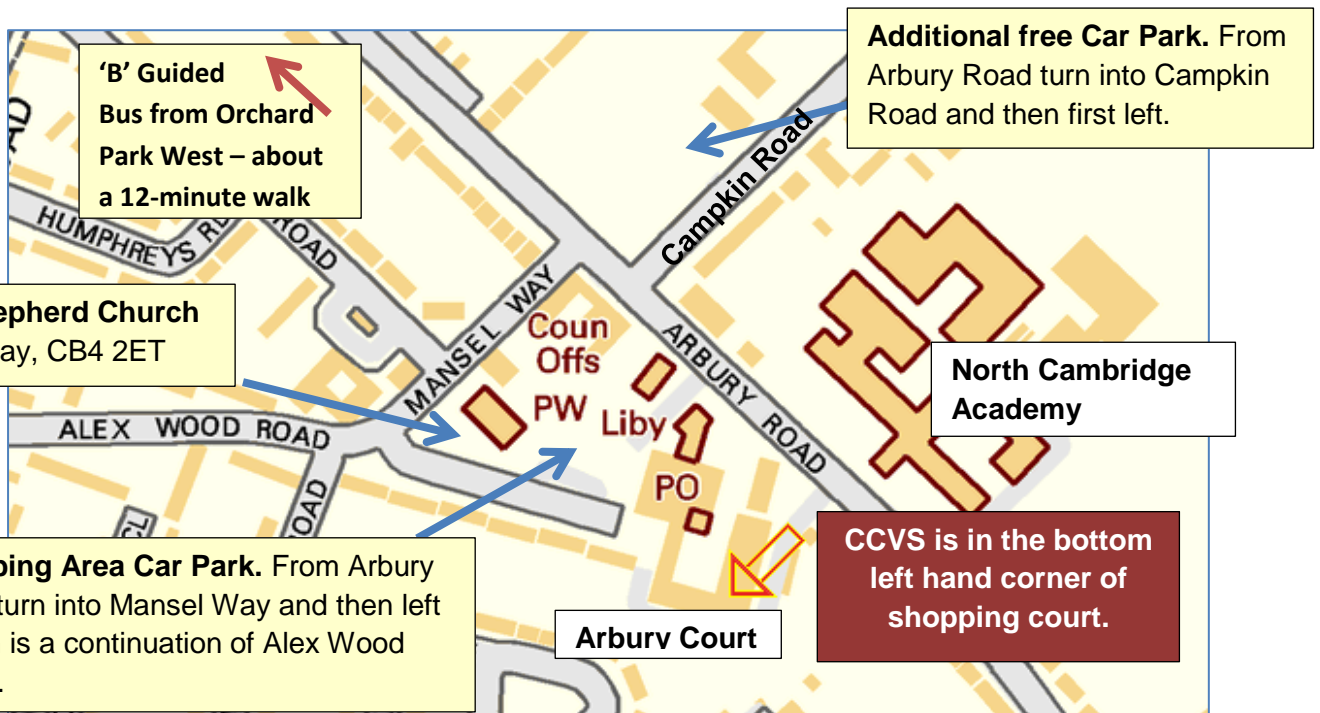 Additional free Car Park. From
Arbury Road turn into Campkin
Road and then first left.
‘B’ Guided
Bus from Orchard
Park West – about
a 12-minute walk
Campkin Road
HUMPHREYS RD
ROAD
MANSEL WAY
epherd Church
ay, CB4 2ET
Coun
Offs
ARBURY ROAD
North Cambridge
Academy
PW
Liby
ALEX WOOD ROAD
PO
ROAD
CL
CCVS is in the bottom
left hand corner of
shopping court.
ping Area Car Park. From Arbury
turn into Mansel Way and then left
is a continuation of Alex Wood
.
Arbury Court